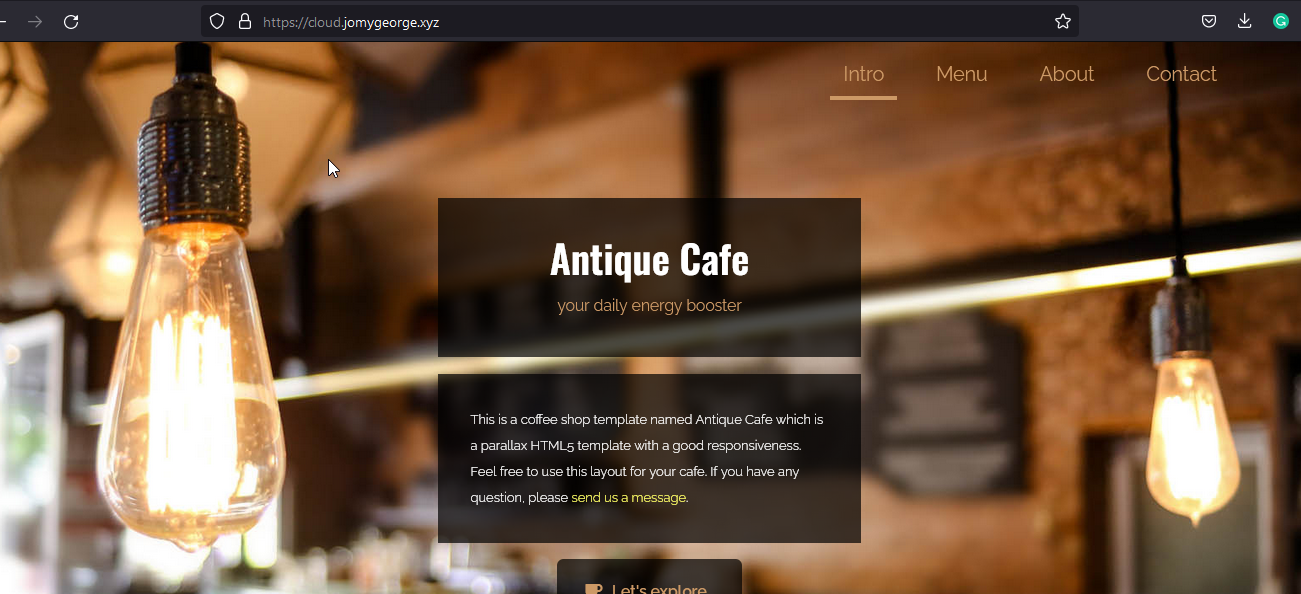 https://cloud.jomygeorge.xyz
Intro Menu About Contact
Antique Cafe
your daily energy booster
This is a coffee shop template named Antique Cafe which is
a parallax HTML5 template with a good responsiveness.
Feel free to use this layout for your cafe. If you have any
question, please send us a message.
Let's explore